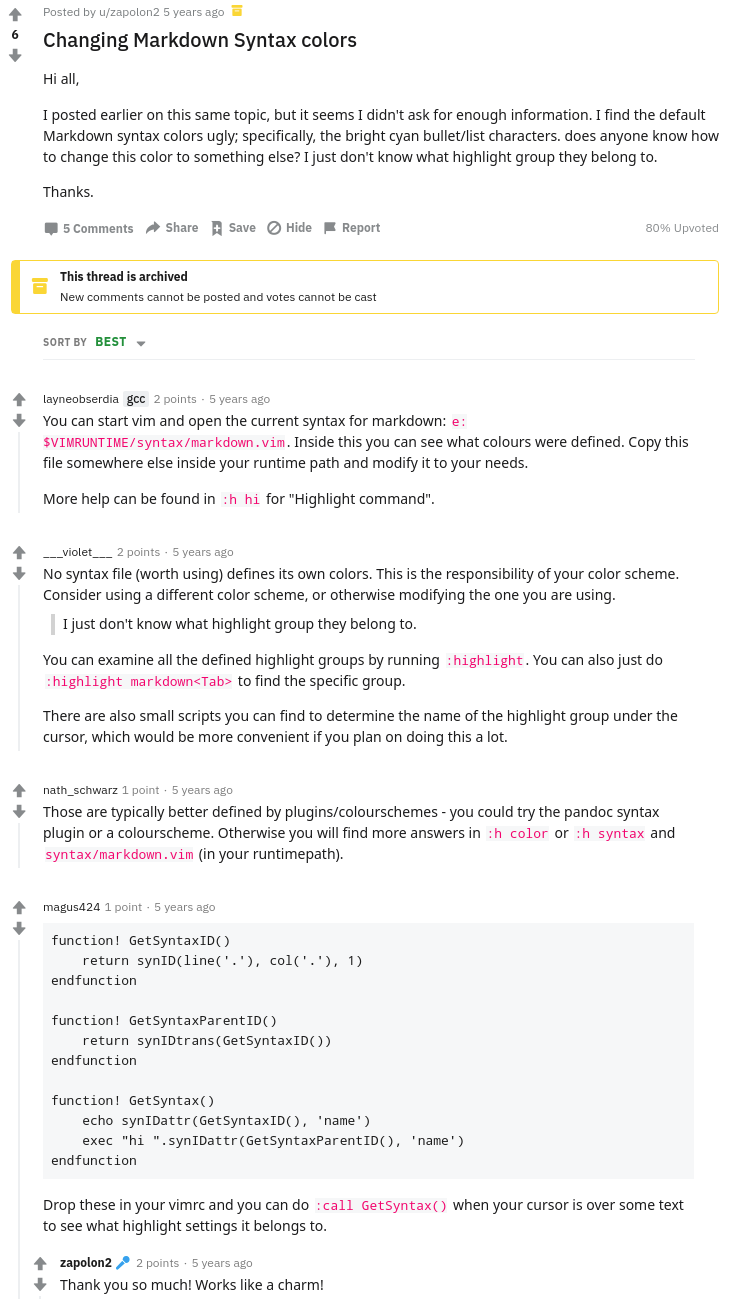 Posted by u/zapolon2 5 years ago
6
Changing Markdown Syntax colors
Hi all,
I posted earlier on this same topic, but it seems I didn't ask for enough information. I find the default
Markdown syntax colors ugly; specifically, the bright cyan bullet/list characters. does anyone know how
to change this color to something else? I just don't know what highlight group they belong to.
Thanks.
5 Comments Share Save Hide Report 80% Upvoted
This thread is archived
New comments cannot be posted and votes cannot be cast
SORT BY BEST
layneobserdia gcc 2 points · 5 years ago
You can start vim and open the current syntax for markdown: e:
$VIMRUNTIME/syntax/markdown.vim. Inside this you can see what colours were defined. Copy this
file somewhere else inside your runtime path and modify it to your needs.
More help can be found in :h hi for "Highlight command".
___violet___ 2 points · 5 years ago
No syntax file (worth using) defines its own colors. This is the responsibility of your color scheme.
Consider using a different color scheme, or otherwise modifying the one you are using.
I just don't know what highlight group they belong to.
You can examine all the defined highlight groups by running :highlight. You can also just do
:highlight markdown<Tab> to find the specific group.
There are also small scripts you can find to determine the name of the highlight group under the
cursor, which would be more convenient if you plan on doing this a lot.
nath_schwarz 1 point · 5 years ago
Those are typically better defined by plugins/colourschemes - you could try the pandoc syntax
plugin or a colourscheme. Otherwise you will find more answers in :h color or :h syntax and
syntax/markdown.vim (in your runtimepath).
magus424 1 point · 5 years ago
function! GetSyntaxID()
    return synID(line('.'), col('.'), 1)
endfunction
function! GetSyntaxParentID()
    return synIDtrans(GetSyntaxID())
endfunction
function! GetSyntax()
    echo synIDattr(GetSyntaxID(), 'name')
    exec "hi ".synIDattr(GetSyntaxParentID(), 'name')
endfunction
Drop these in your vimrc and you can do :call GetSyntax() when your cursor is over some text
to see what highlight settings it belongs to.
zapolon2 2 points · 5 years ago
Thank you so much! Works like a charm!